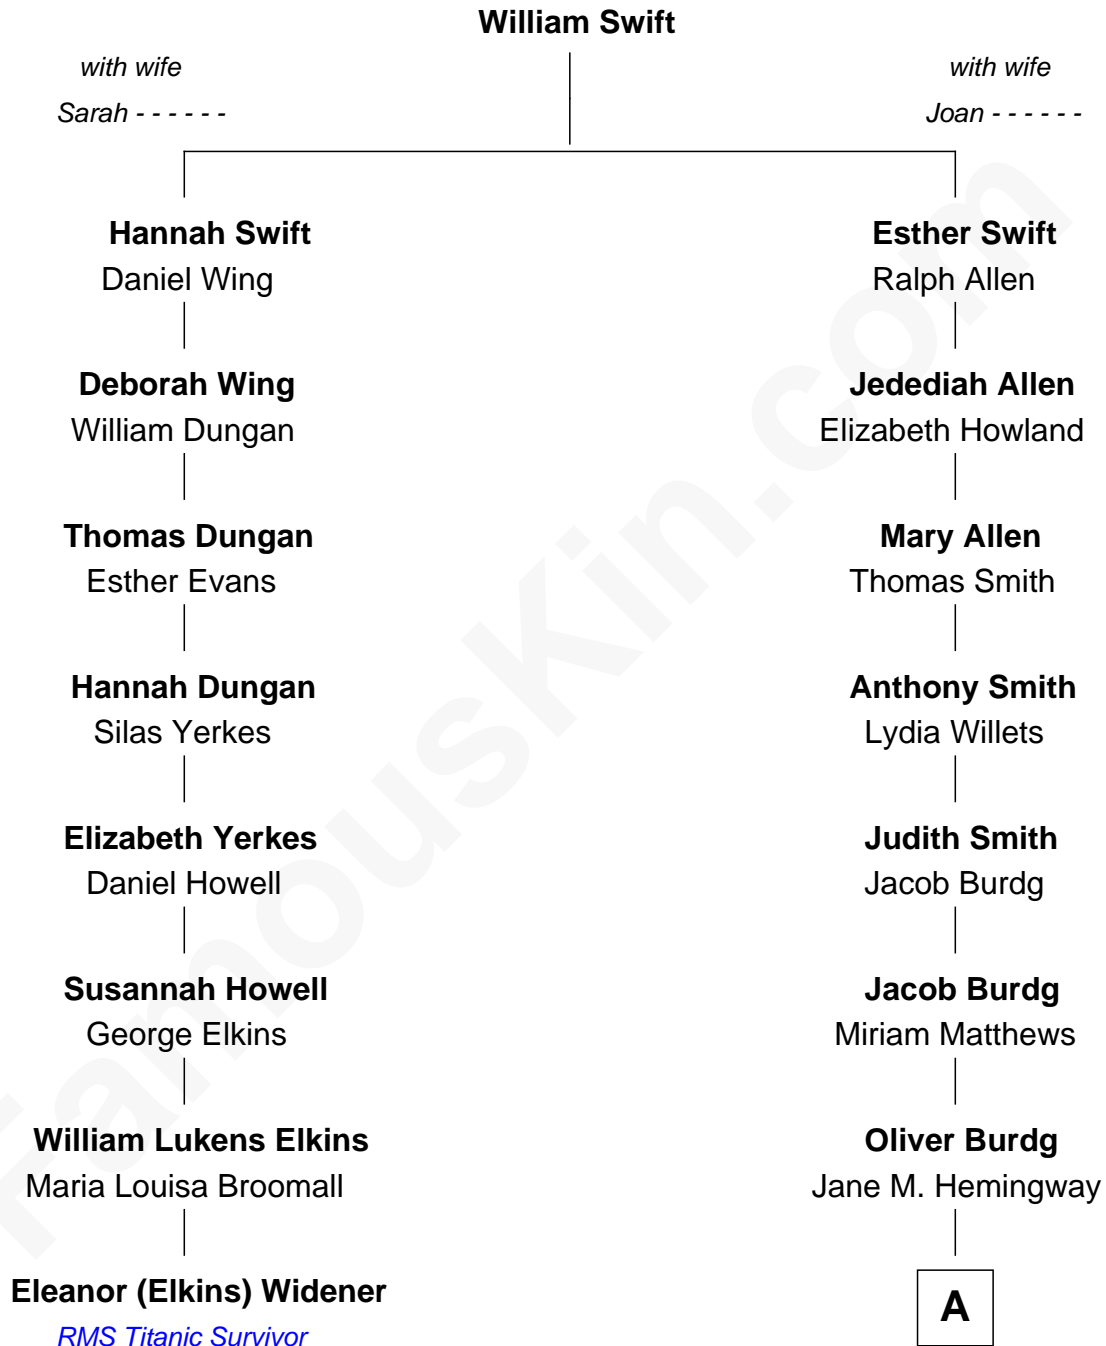 William Swift
with wife
Sarah - - - - - -
with wife
Joan - - - - - -
Hannah Swift
Daniel Wing
Esther Swift
Ralph Allen
Deborah Wing
William Dungan
Jedediah Allen
Elizabeth Howland
Thomas Dungan
Esther Evans
Mary Allen
Thomas Smith
Hannah Dungan
Silas Yerkes
Anthony Smith
Lydia Willets
Elizabeth Yerkes
Daniel Howell
Judith Smith
Jacob Burdg
Susannah Howell
George Elkins
Jacob Burdg
Miriam Matthews
William Lukens Elkins
Maria Louisa Broomall
Oliver Burdg
Jane M. Hemingway
Eleanor (Elkins) Widener
RMS Titanic Survivor
A
FamousKin.com